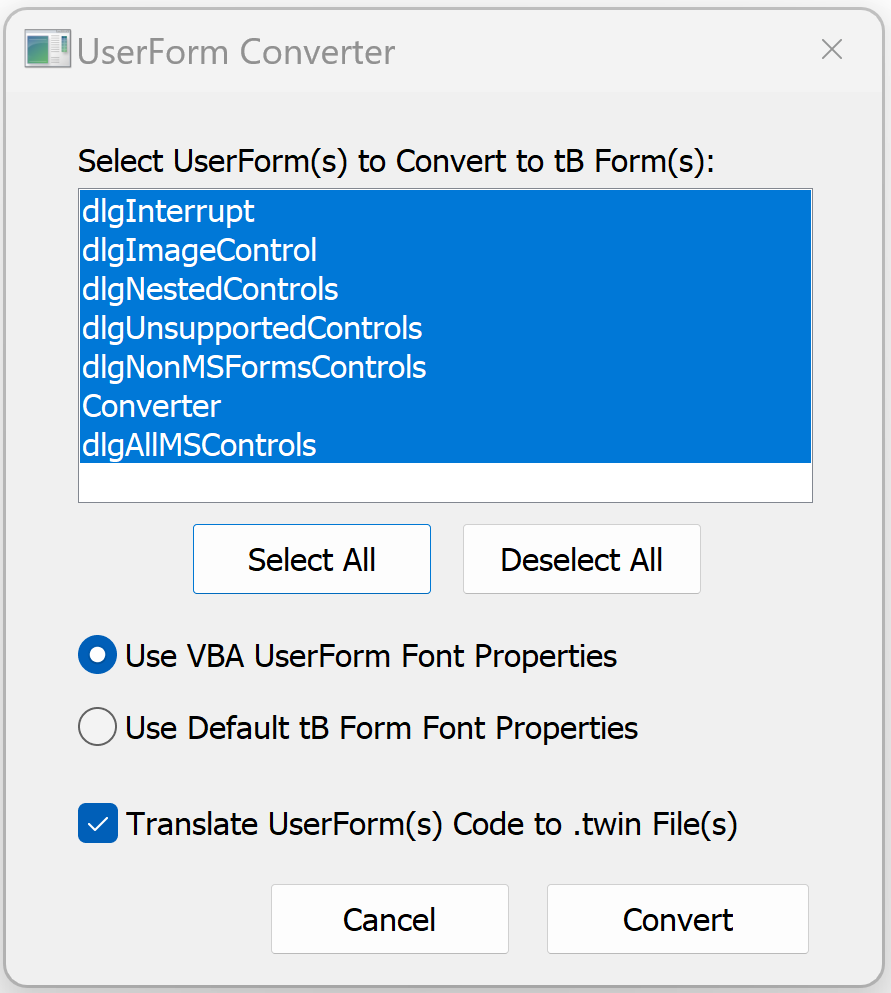 UserForm Converter
Select UserForm(s) to Convert to tB Form(s):
dlgInterrupt
dlgImageControl
dlgNestedControls
dlgUnsupportedControls
dlgNonMSFormsControls
Converter
dlgAllMSControls
Select All
Deselect All
Use VBA UserForm Font Properties
Use Default tB Form Font Properties
Translate UserForm(s) Code to .twin File(s)
Cancel
Convert